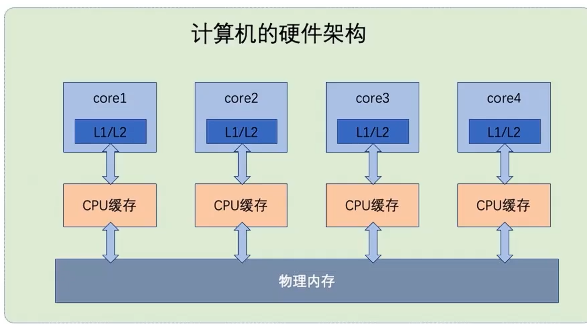 计算机的硬件架构
core1 core2 core3 core4
L1/L2 L1/L2 L1/L2 L1/L2
CPU缓存 CPU缓存 CPU缓存 CPU缓存
物理内存